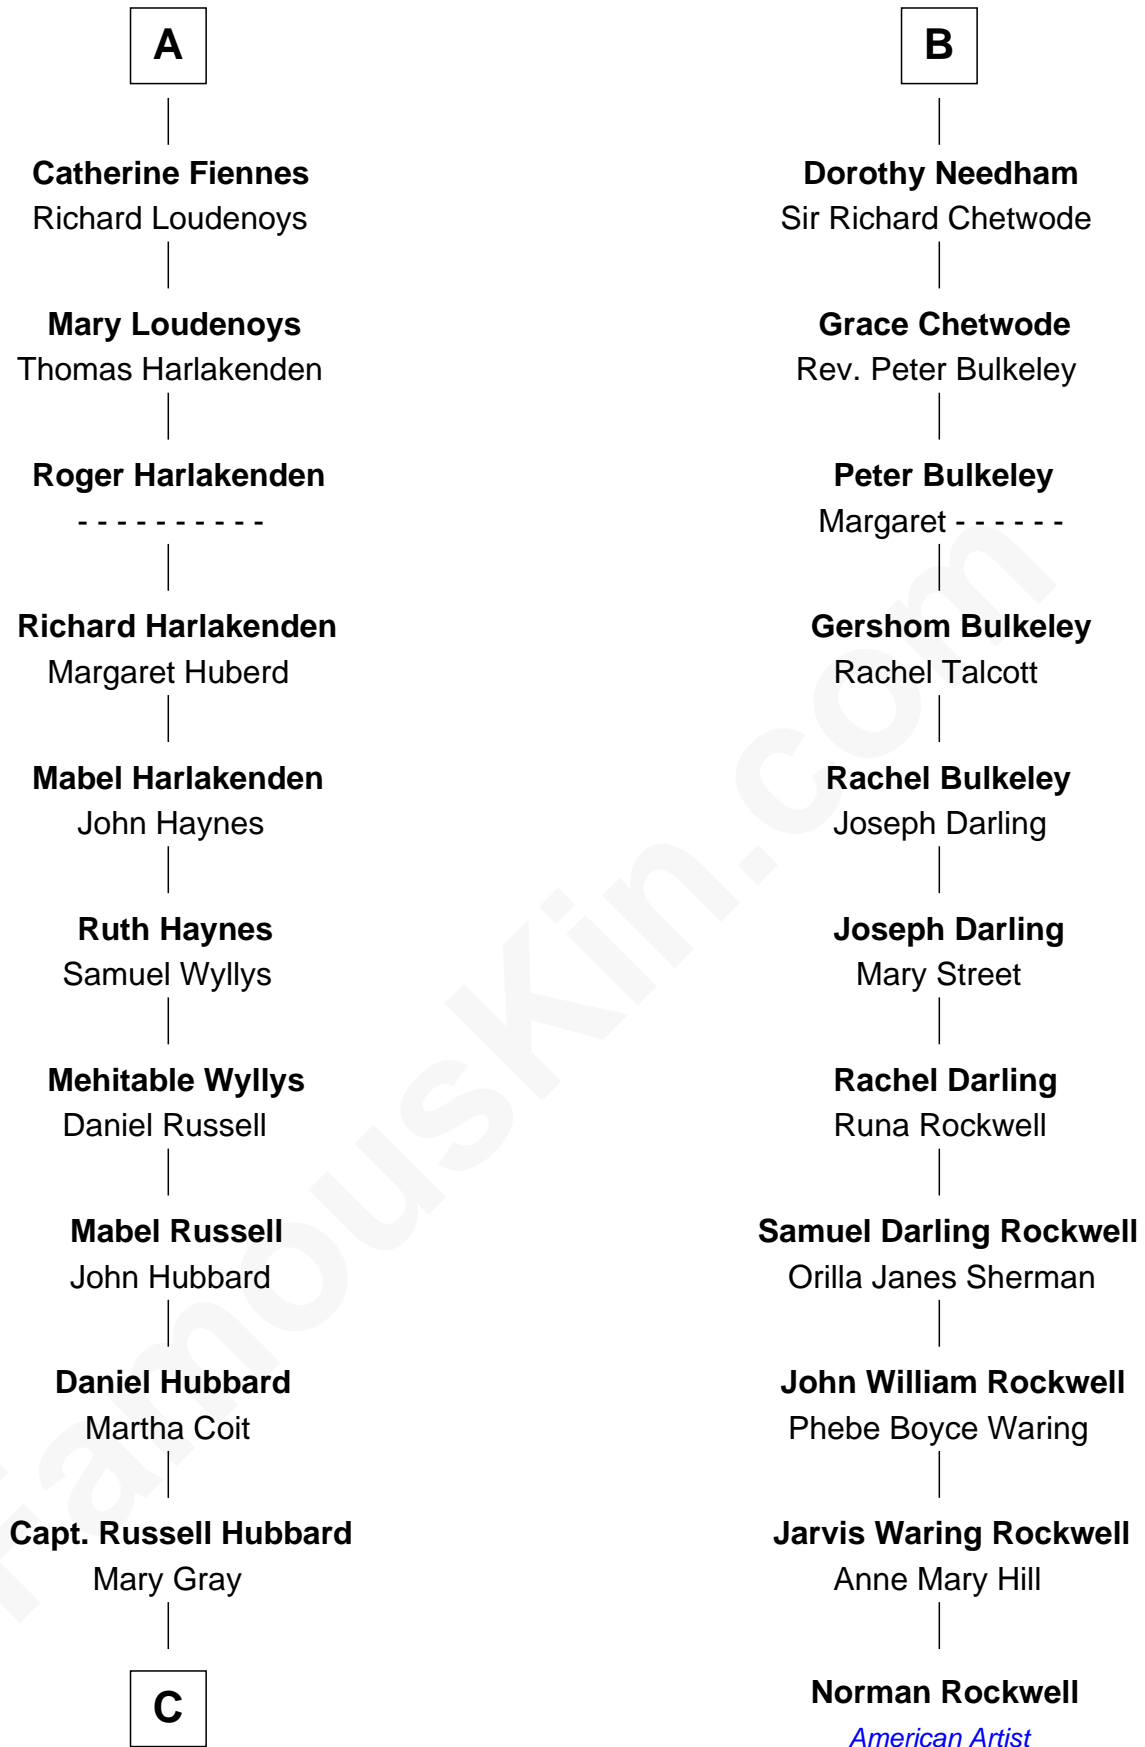 A
Catherine Fiennes
Richard Loudenoys
Mary Loudenoys
Thomas Harlakenden
Roger Harlakenden
- - - - - - - - - -
Richard Harlakenden
Margaret Huberd
Mabel Harlakenden
John Haynes
Ruth Haynes
Samuel Wyllys
Mehitable Wyllys
Daniel Russell
Mabel Russell
John Hubbard
Daniel Hubbard
Martha Coit
Capt. Russell Hubbard
Mary Gray
C
B
Dorothy Needham
Sir Richard Chetwode
Grace Chetwode
Rev. Peter Bulkeley
Peter Bulkeley
Margaret - - - - - -
Gershom Bulkeley
Rachel Talcott
Rachel Bulkeley
Joseph Darling
Joseph Darling
Mary Street
Rachel Darling
Runa Rockwell
Samuel Darling Rockwell
Orilla Janes Sherman
John William Rockwell
Phebe Boyce Waring
Jarvis Waring Rockwell
Anne Mary Hill
Norman Rockwell
American Artist
FamousKin.com